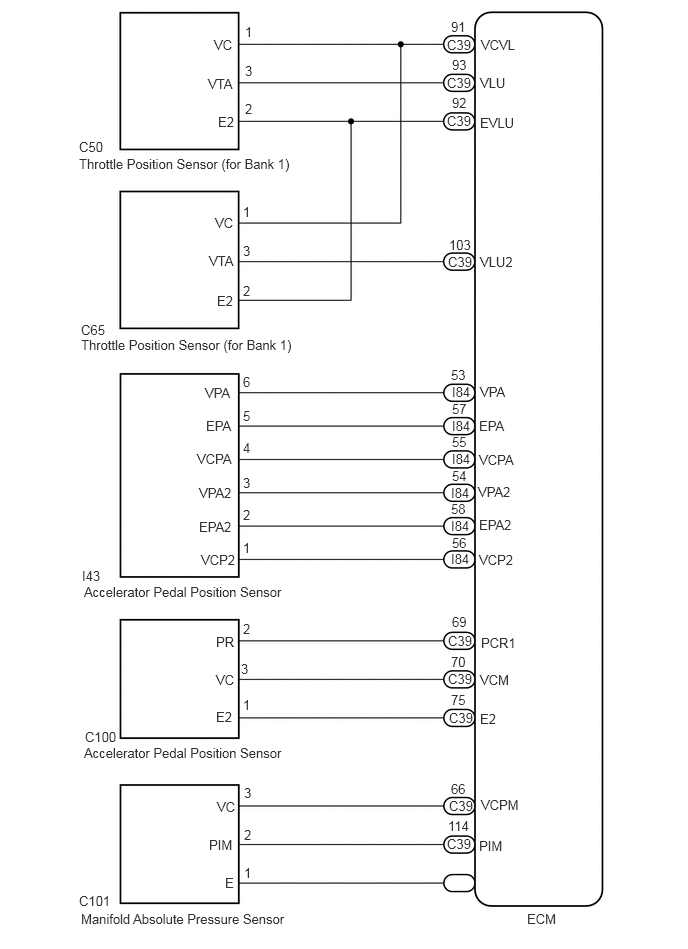 VC 1 91 C39 VCVL
VTA 3 93 C39 VLU
E2 2 92 C39 EVLU
C50
Throttle Position Sensor (for Bank 1)
VC 1
VTA 3 103 C39 VLU2
E2 2
C65
Throttle Position Sensor (for Bank 1)
VPA 6 53 I84 VPA
EPA 5 57 I84 EPA
VCPA 4 55 I84 VCPA
VPA2 3 54 I84 VPA2
EPA2 2 58 I84 EPA2
VCP2 1 56 I84 VCP2
I43
Accelerator Pedal Position Sensor
PR 2 69 C39 PCR1
VC 3 70 C39 VCM
E2 1 75 C39 E2
C100
Accelerator Pedal Position Sensor
VC 3 66 C39 VCPM
PIM 2 114 C39 PIM
E 1
C101
Manifold Absolute Pressure Sensor
ECM